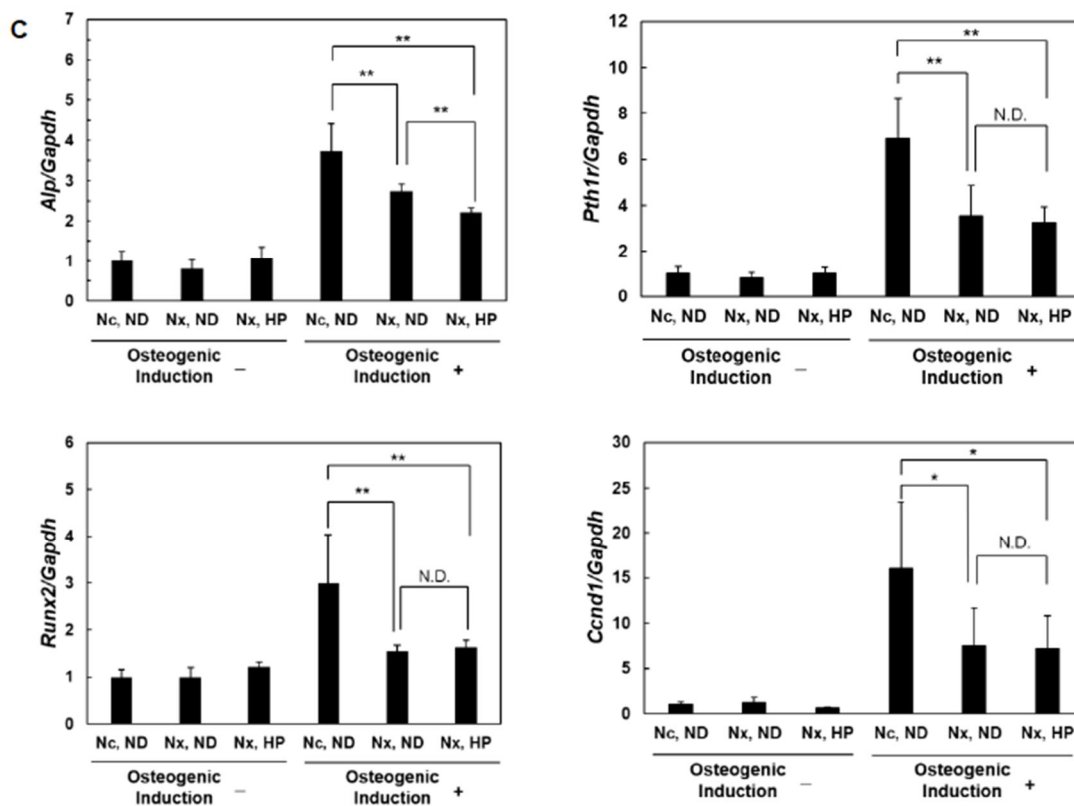 C
Alp/Gapdh
7
6
5
4
3
2
1
0
**
**
**
Nc, ND Nx, ND Nx, HP Nc, ND Nx, ND Nx, HP
Osteogenic Induction − Osteogenic Induction +
Pth1r/Gapdh
12
10
8
6
4
2
0
**
**
N.D.
Nc, ND Nx, ND Nx, HP Nc, ND Nx, ND Nx, HP
Osteogenic Induction − Osteogenic Induction +
Runx2/Gapdh
6
5
4
3
2
1
0
**
**
N.D.
Nc, ND Nx, ND Nx, HP Nc, ND Nx, ND Nx, HP
Osteogenic Induction − Osteogenic Induction +
Ccnd1/Gapdh
30
25
20
15
10
5
0
*
*
N.D.
Nc, ND Nx, ND Nx, HP Nc, ND Nx, ND Nx, HP
Osteogenic Induction − Osteogenic Induction +